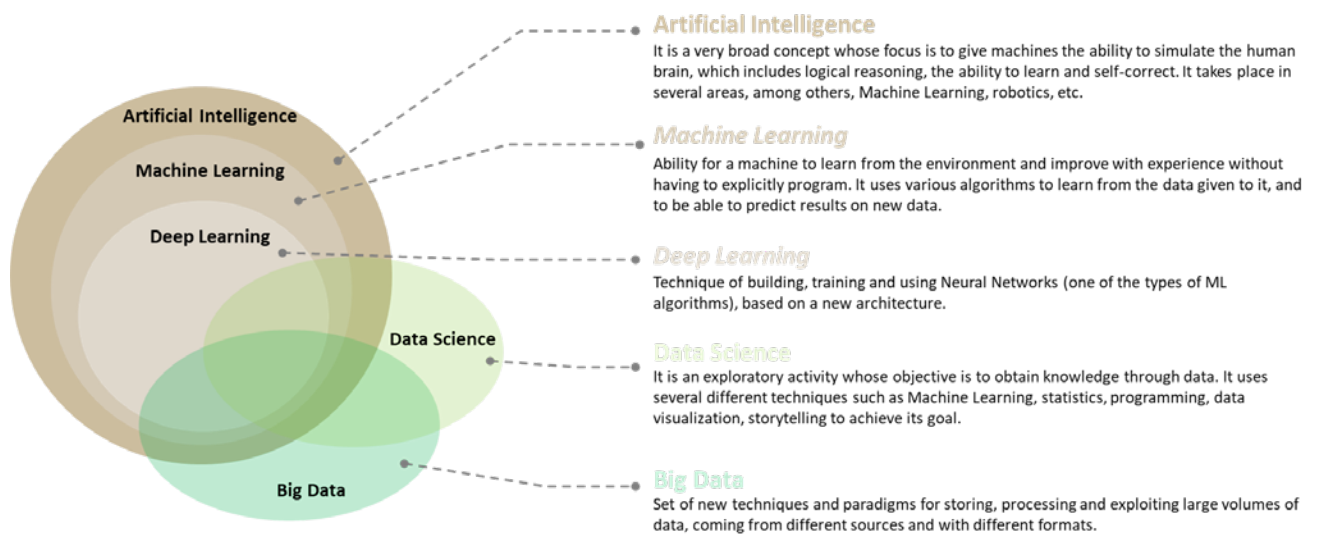 Artificial Intelligence
Machine Learning
Deep Learning
Data Science
Big Data
Artificial Intelligence
It is a very broad concept whose focus is to give machines the ability to simulate the human
brain, which includes logical reasoning, the ability to learn and self-correct. It takes place in
several areas, among others, Machine Learning, robotics, etc.
Machine Learning
Ability for a machine to learn from the environment and improve with experience without
having to explicitly program. It uses various algorithms to learn from the data given to it, and
to be able to predict results on new data.
Deep Learning
Technique of building, training and using Neural Networks (one of the types of ML
algorithms), based on a new architecture.
Data Science
It is an exploratory activity whose objective is to obtain knowledge through data. It uses
several different techniques such as Machine Learning, statistics, programming, data
visualization, storytelling to achieve its goal.
Big Data
Set of new techniques and paradigms for storing, processing and exploiting large volumes of
data, coming from different sources and with different formats.